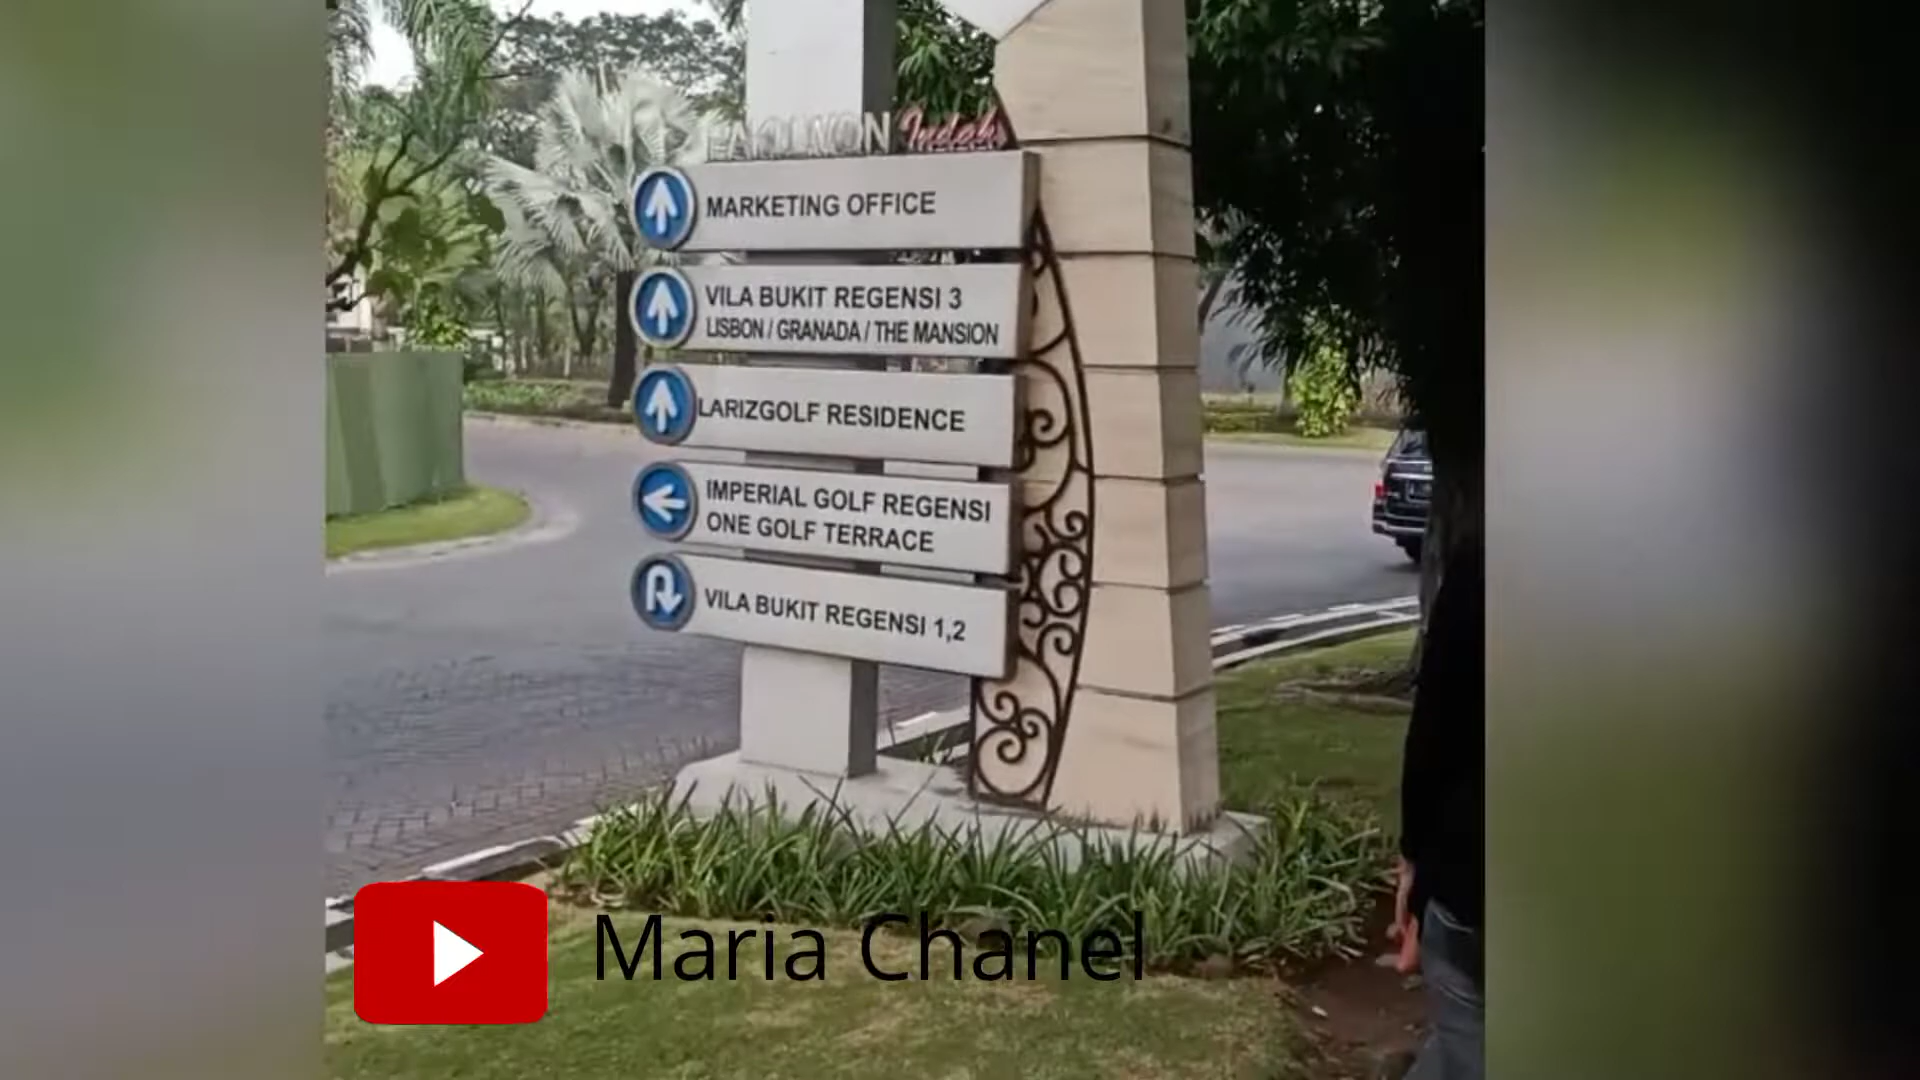 Indah
MARKETING OFFICE
VILA BUKIT REGENSI 3
LISBON / GRANADA / THE MANSION
LARIZGOLF RESIDENCE
IMPERIAL GOLF REGENSI
ONE GOLF TERRACE
VILA BUKIT REGENSI 1,2
Maria Chanel